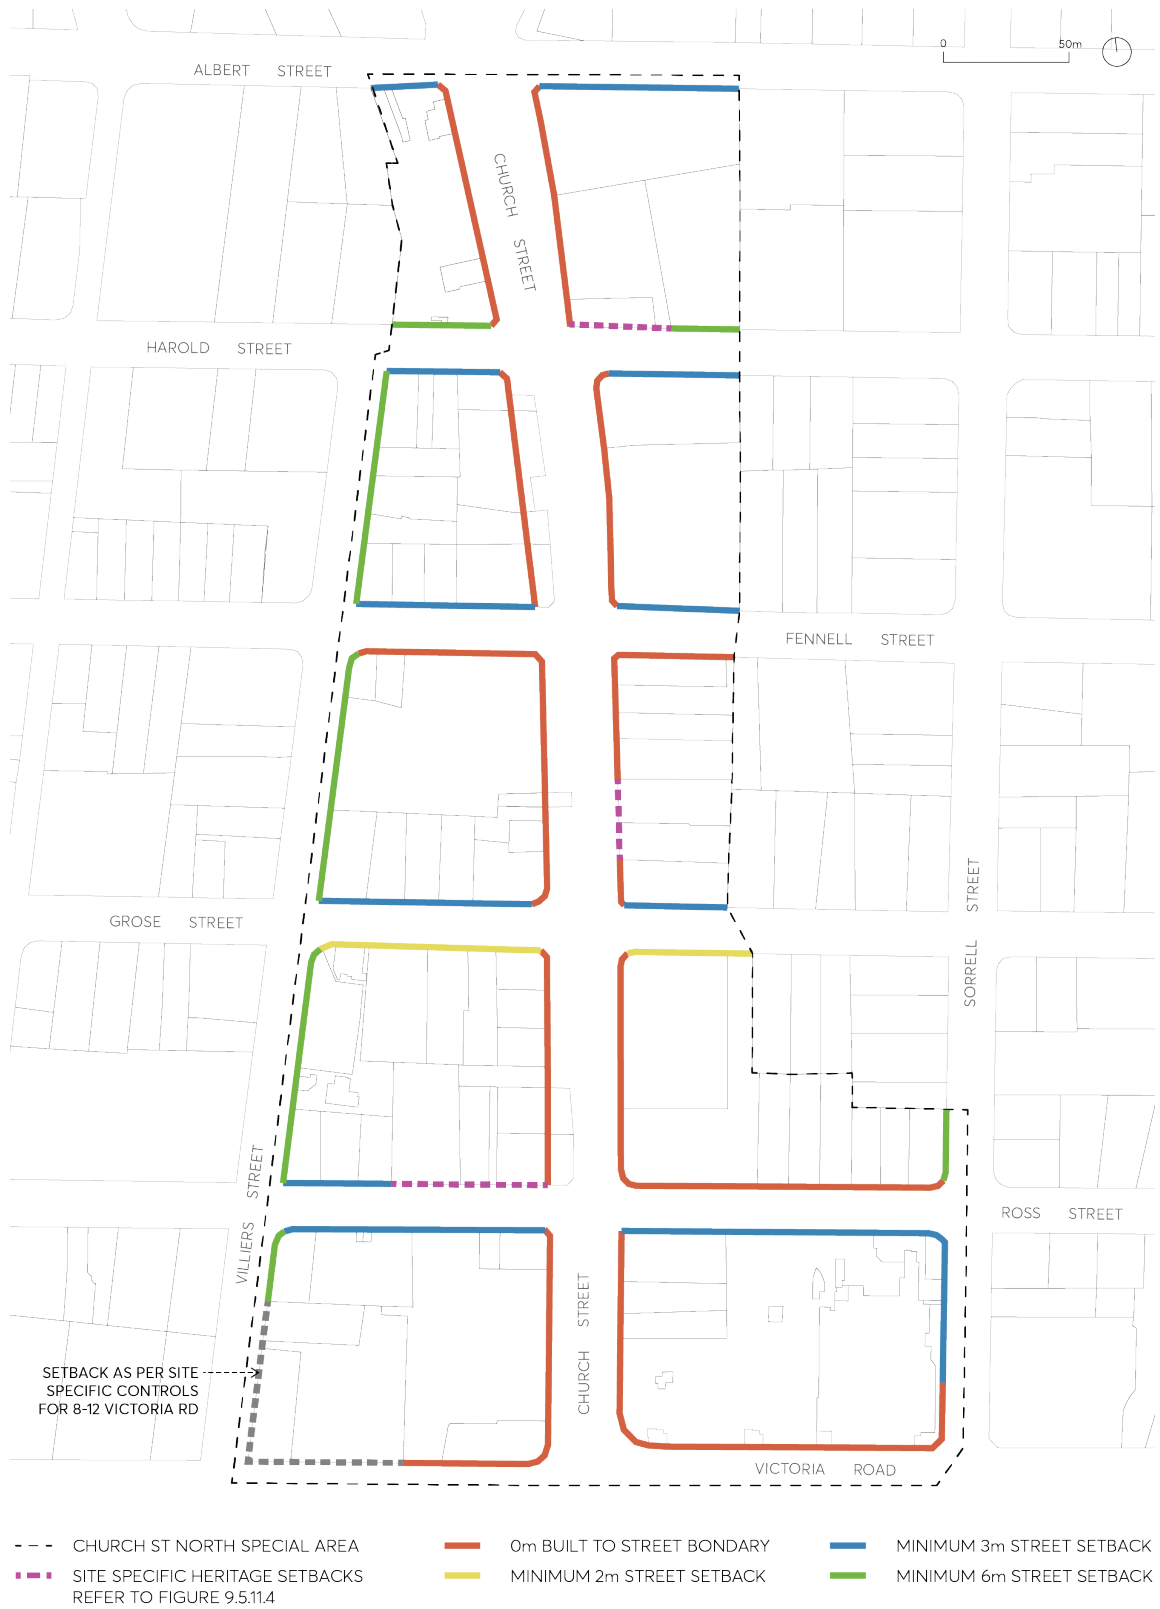 0 50m
ALBERT STREET
CHURCH STREET
HAROLD STREET
FENNELL STREET
SORRELL STREET
GROSE STREET
VILLIERS STREET
ROSS STREET
CHURCH STREET
SETBACK AS PER SITE
SPECIFIC CONTROLS
FOR 8-12 VICTORIA RD
VICTORIA ROAD
CHURCH ST NORTH SPECIAL AREA
SITE SPECIFIC HERITAGE SETBACKS
REFER TO FIGURE 9.5.11.4
0m BUILT TO STREET BONDARY
MINIMUM 2m STREET SETBACK
MINIMUM 3m STREET SETBACK
MINIMUM 6m STREET SETBACK